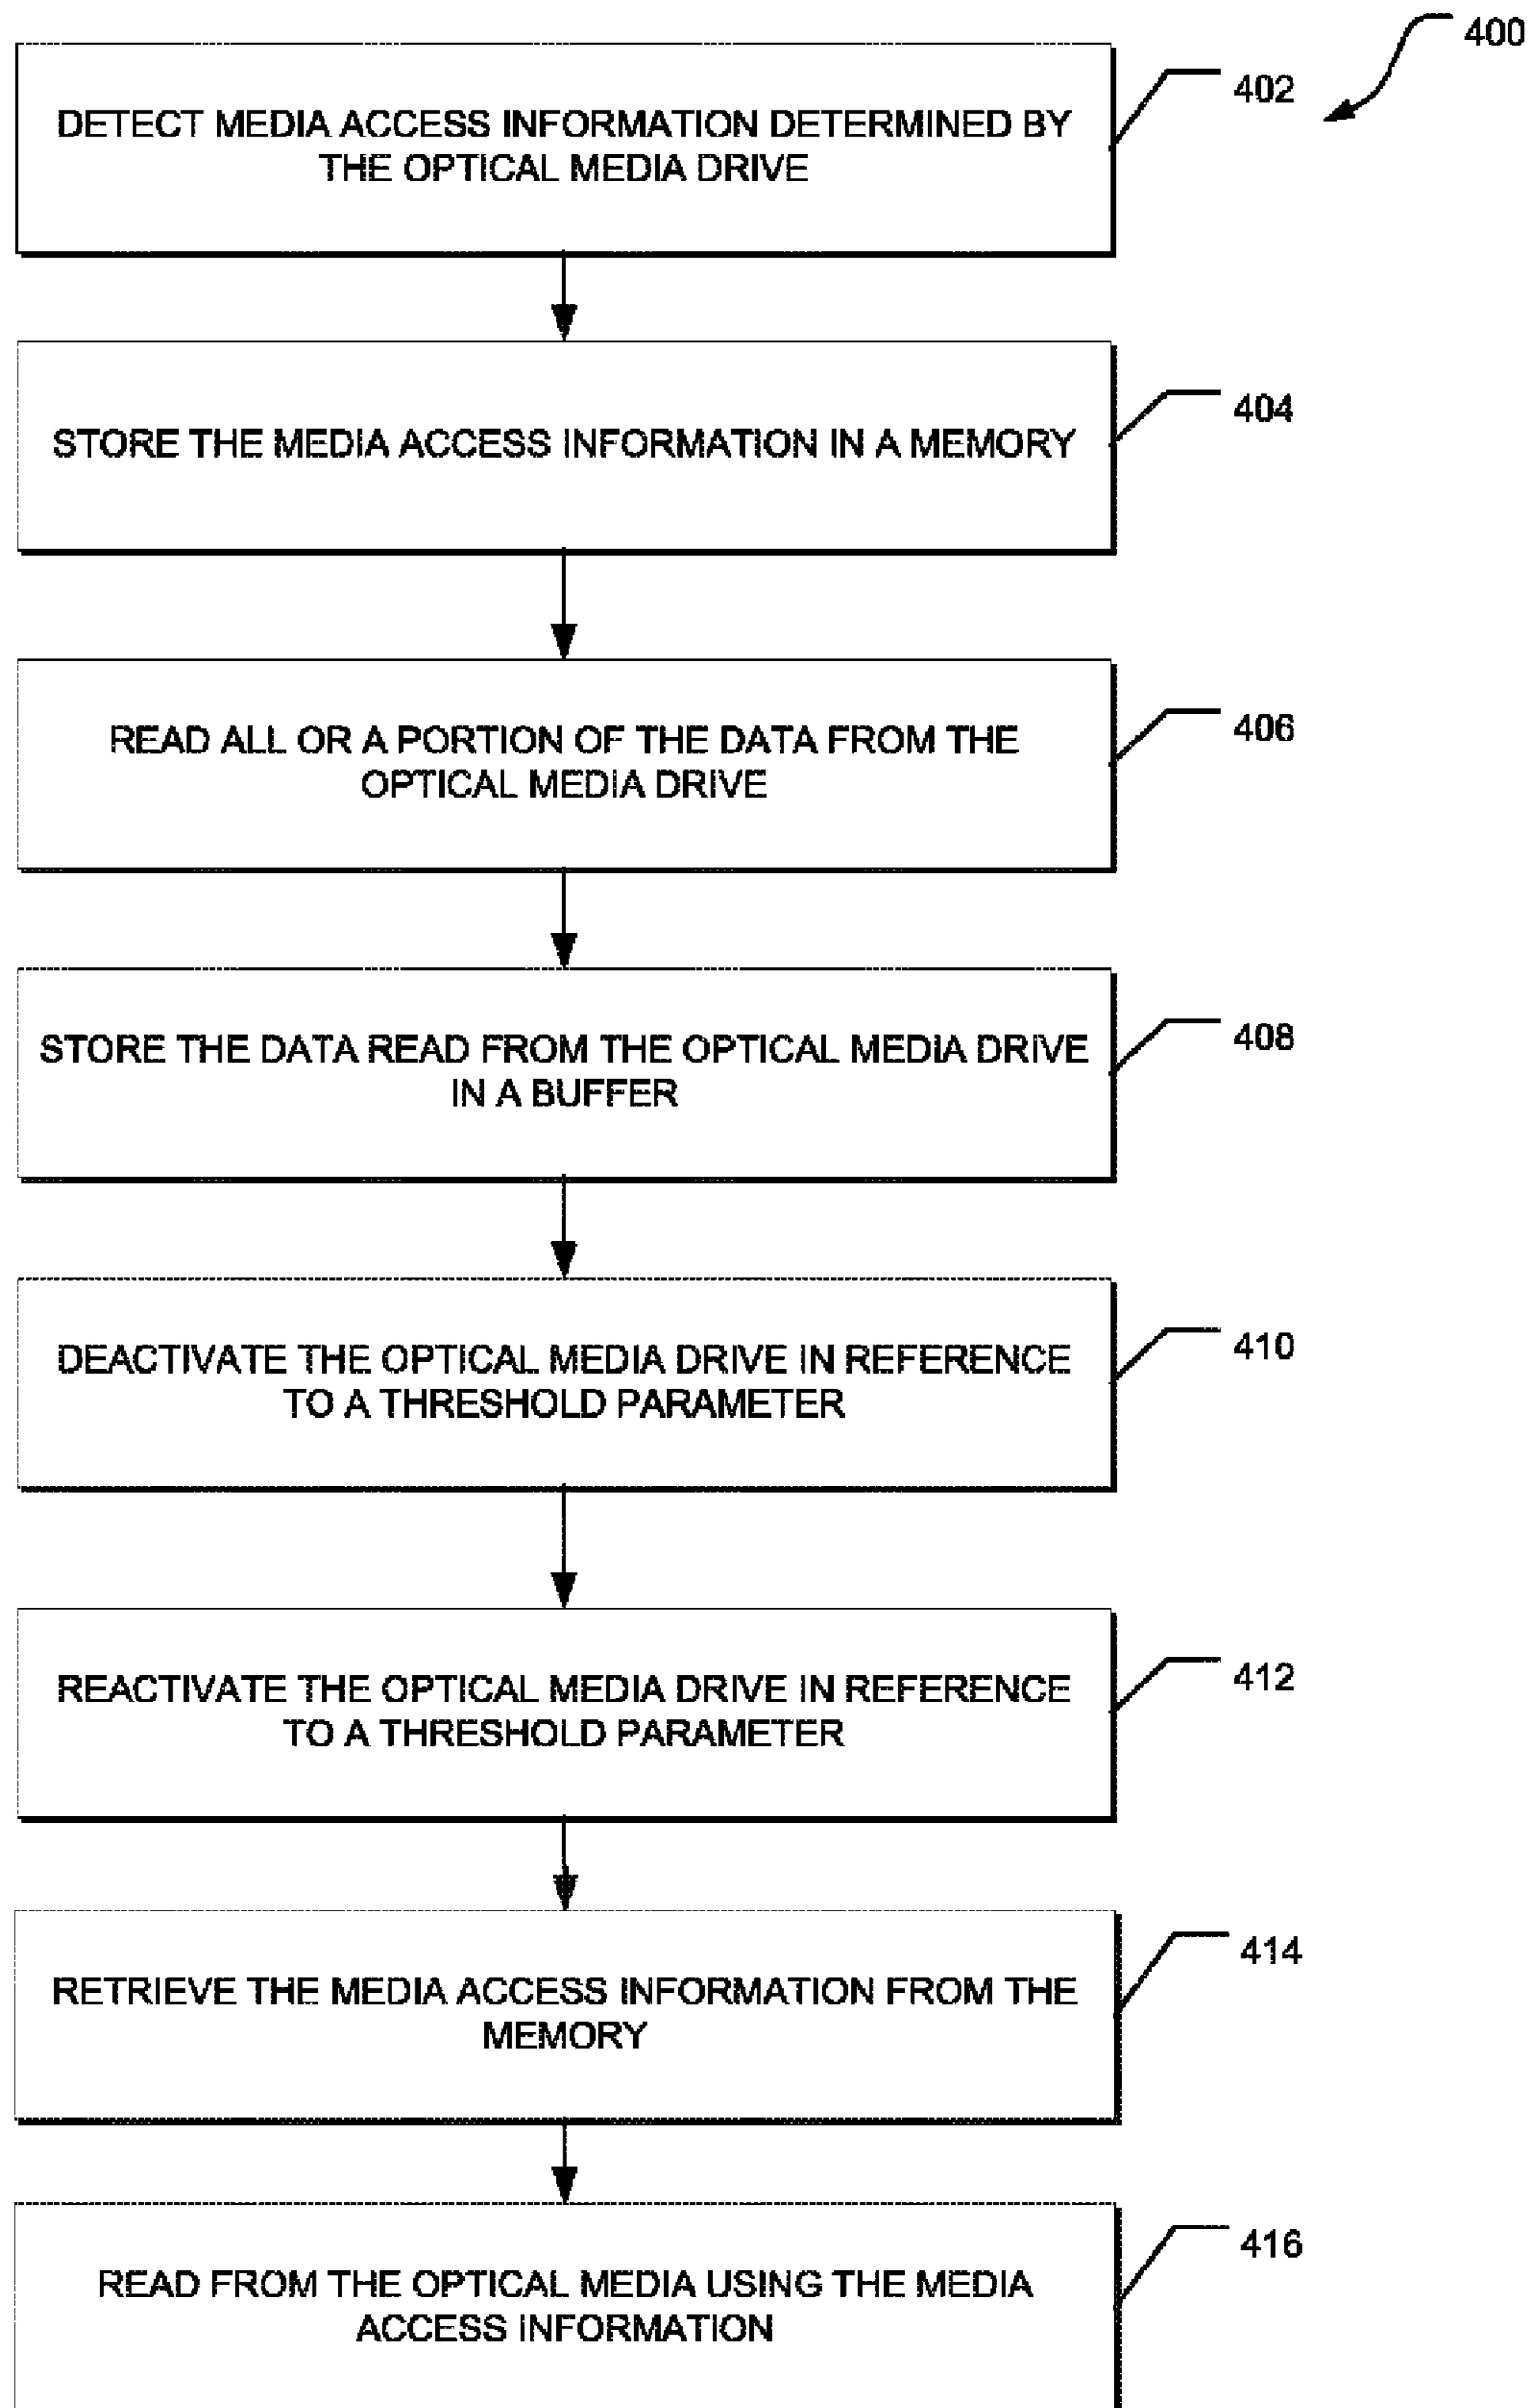 400
402
DETECT MEDIA ACCESS INFORMATION DETERMINED BY
THE OPTICAL MEDIA DRIVE
404
STORE THE MEDIA ACCESS INFORMATION IN A MEMORY
406
READ ALL OR A PORTION OF THE DATA FROM THE
OPTICAL MEDIA DRIVE
408
STORE THE DATA READ FROM THE OPTICAL MEDIA DRIVE
IN A BUFFER
410
DEACTIVATE THE OPTICAL MEDIA DRIVE IN REFERENCE
TO A THRESHOLD PARAMETER
412
REACTIVATE THE OPTICAL MEDIA DRIVE IN REFERENCE
TO A THRESHOLD PARAMETER
414
RETRIEVE THE MEDIA ACCESS INFORMATION FROM THE
MEMORY
416
READ FROM THE OPTICAL MEDIA USING THE MEDIA
ACCESS INFORMATION